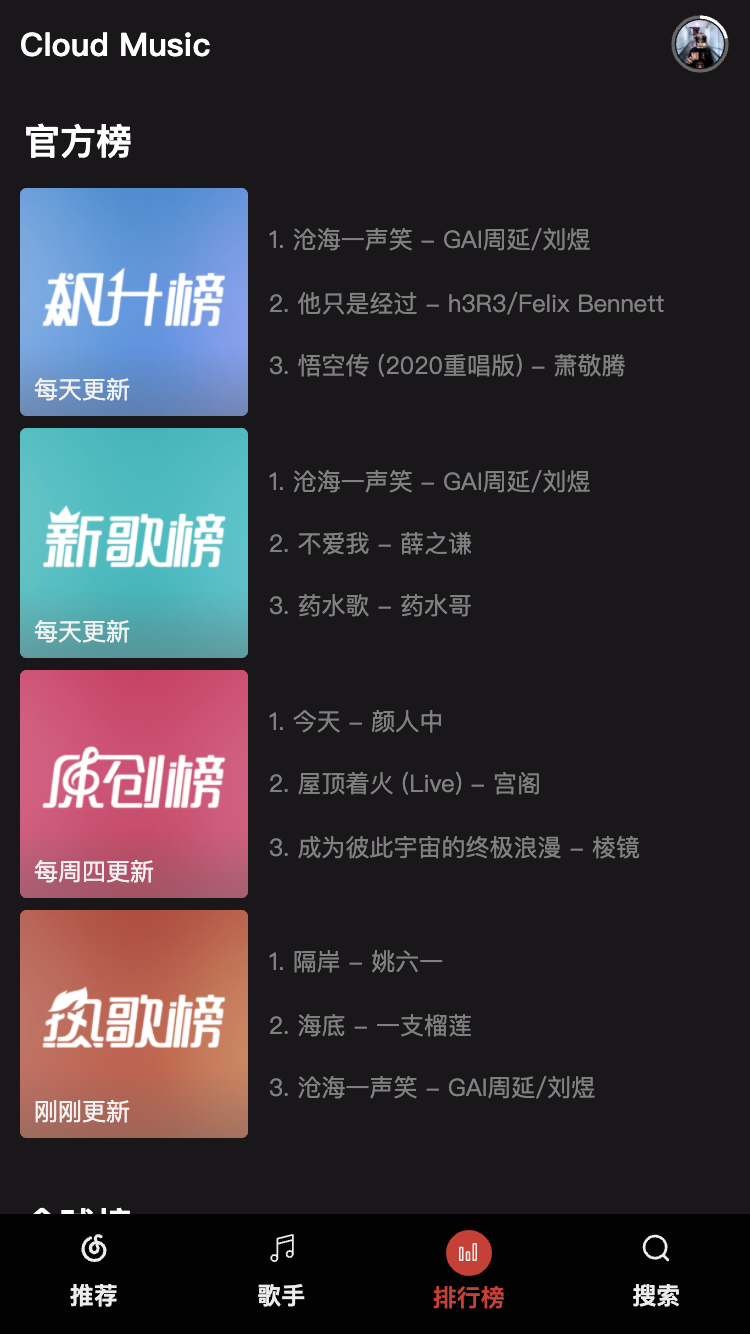 Cloud Music
官方榜
飙升榜
每天更新
1. 沧海一声笑 – GAI周延/刘煜
2. 他只是经过 – h3R3/Felix Bennett
3. 悟空传 (2020重唱版) – 萧敬腾
新歌榜
每天更新
1. 沧海一声笑 – GAI周延/刘煜
2. 不爱我 – 薛之谦
3. 药水歌 – 药水哥
原创榜
每周四更新
1. 今天 – 颜人中
2. 屋顶着火 (Live) – 宫阁
3. 成为彼此宇宙的终极浪漫 – 棱镜
热歌榜
刚刚更新
1. 隔岸 – 姚六一
2. 海底 – 一支榴莲
3. 沧海一声笑 – GAI周延/刘煜
推荐
歌手
排行榜
搜索